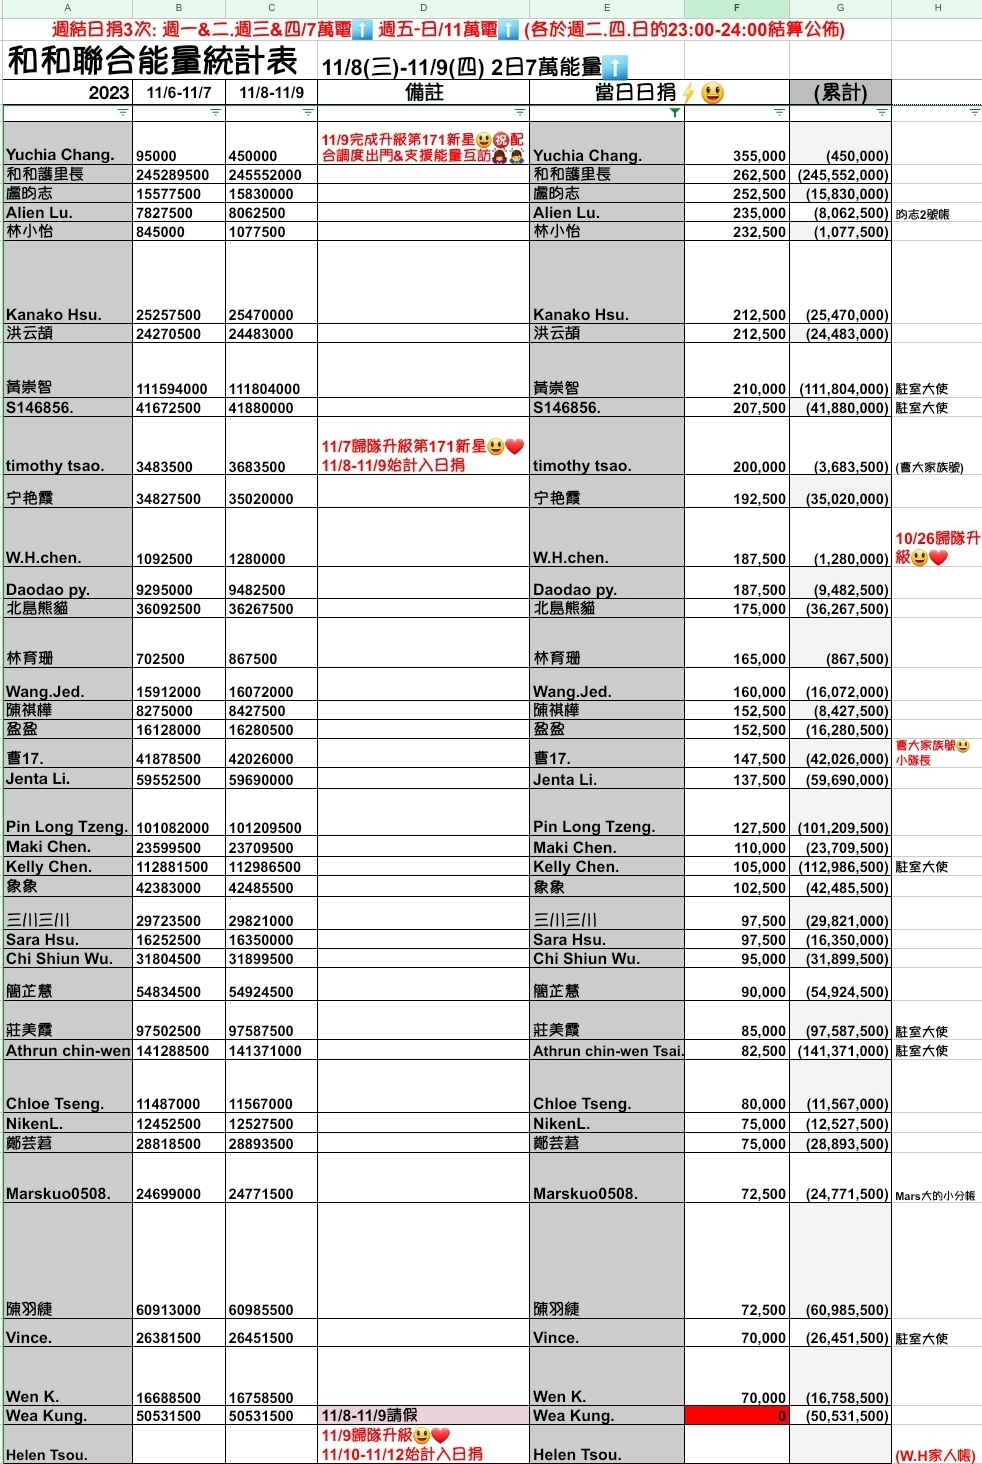 A B C D E F G H
週結日捐3次: 週一&二.週三&四/7萬電⬆️ 週五-日/11萬電⬆️ (各於週二.四.日的23:00-24:00結算公佈)
和和聯合能量統計表 11/8(三)-11/9(四) 2日7萬能量⬆️
2023 11/6-11/7 11/8-11/9 備註 當日日捐⚡😃 (累計)
11/9完成升級第171新星😃㊗️配
合調度出門&支援能量互訪🙇‍♀️🙇‍♂️
Yuchia Chang. 95000 450000 Yuchia Chang. 355,000 (450,000)
和和護里長 245289500 245552000 和和護里長 262,500 (245,552,000)
盧昀志 15577500 15830000 盧昀志 252,500 (15,830,000)
Alien Lu. 7827500 8062500 Alien Lu. 235,000 (8,062,500) 昀志2號帳
林小怡 845000 1077500 林小怡 232,500 (1,077,500)
Kanako Hsu. 25257500 25470000 Kanako Hsu. 212,500 (25,470,000)
洪云頡 24270500 24483000 洪云頡 212,500 (24,483,000)
黃崇智 111594000 111804000 黃崇智 210,000 (111,804,000) 駐室大使
S146856. 41672500 41880000 S146856. 207,500 (41,880,000) 駐室大使
11/7歸隊升級第171新星😃❤️
timothy tsao. 3483500 3683500 11/8-11/9始計入日捐 timothy tsao. 200,000 (3,683,500) (曹大家族號)
宁艳霞 34827500 35020000 宁艳霞 192,500 (35,020,000)
10/26歸隊升
W.H.chen. 1092500 1280000 W.H.chen. 187,500 (1,280,000) 級😃❤️
Daodao py. 9295000 9482500 Daodao py. 187,500 (9,482,500)
北島熊貓 36092500 36267500 北島熊貓 175,000 (36,267,500)
林育珊 702500 867500 林育珊 165,000 (867,500)
Wang.Jed. 15912000 16072000 Wang.Jed. 160,000 (16,072,000)
陳祺樺 8275000 8427500 陳祺樺 152,500 (8,427,500)
盈盈 16128000 16280500 盈盈 152,500 (16,280,500)
曹大家族號😃
曹17. 41878500 42026000 曹17. 147,500 (42,026,000) 小隊長
Jenta Li. 59552500 59690000 Jenta Li. 137,500 (59,690,000)
Pin Long Tzeng. 101082000 101209500 Pin Long Tzeng. 127,500 (101,209,500)
Maki Chen. 23599500 23709500 Maki Chen. 110,000 (23,709,500)
Kelly Chen. 112881500 112986500 Kelly Chen. 105,000 (112,986,500) 駐室大使
象象 42383000 42485500 象象 102,500 (42,485,500)
三川三川 29723500 29821000 三川三川 97,500 (29,821,000)
Sara Hsu. 16252500 16350000 Sara Hsu. 97,500 (16,350,000)
Chi Shiun Wu. 31804500 31899500 Chi Shiun Wu. 95,000 (31,899,500)
簡芷慧 54834500 54924500 簡芷慧 90,000 (54,924,500)
莊美霞 97502500 97587500 莊美霞 85,000 (97,587,500) 駐室大使
Athrun chin-wen 141288500 141371000 Athrun chin-wen Tsai. 82,500 (141,371,000) 駐室大使
Chloe Tseng. 11487000 11567000 Chloe Tseng. 80,000 (11,567,000)
NikenL. 12452500 12527500 NikenL. 75,000 (12,527,500)
鄭芸莙 28818500 28893500 鄭芸莙 75,000 (28,893,500)
Marskuo0508. 24699000 24771500 Marskuo0508. 72,500 (24,771,500) Mars大的小分帳
陳羽緁 60913000 60985500 陳羽緁 72,500 (60,985,500)
Vince. 26381500 26451500 Vince. 70,000 (26,451,500) 駐室大使
Wen K. 16688500 16758500 Wen K. 70,000 (16,758,500)
Wea Kung. 50531500 50531500 11/8-11/9請假 Wea Kung. 0 (50,531,500)
11/9歸隊升級😃❤️
Helen Tsou. 11/10-11/12始計入日捐 Helen Tsou. (W.H家人帳)